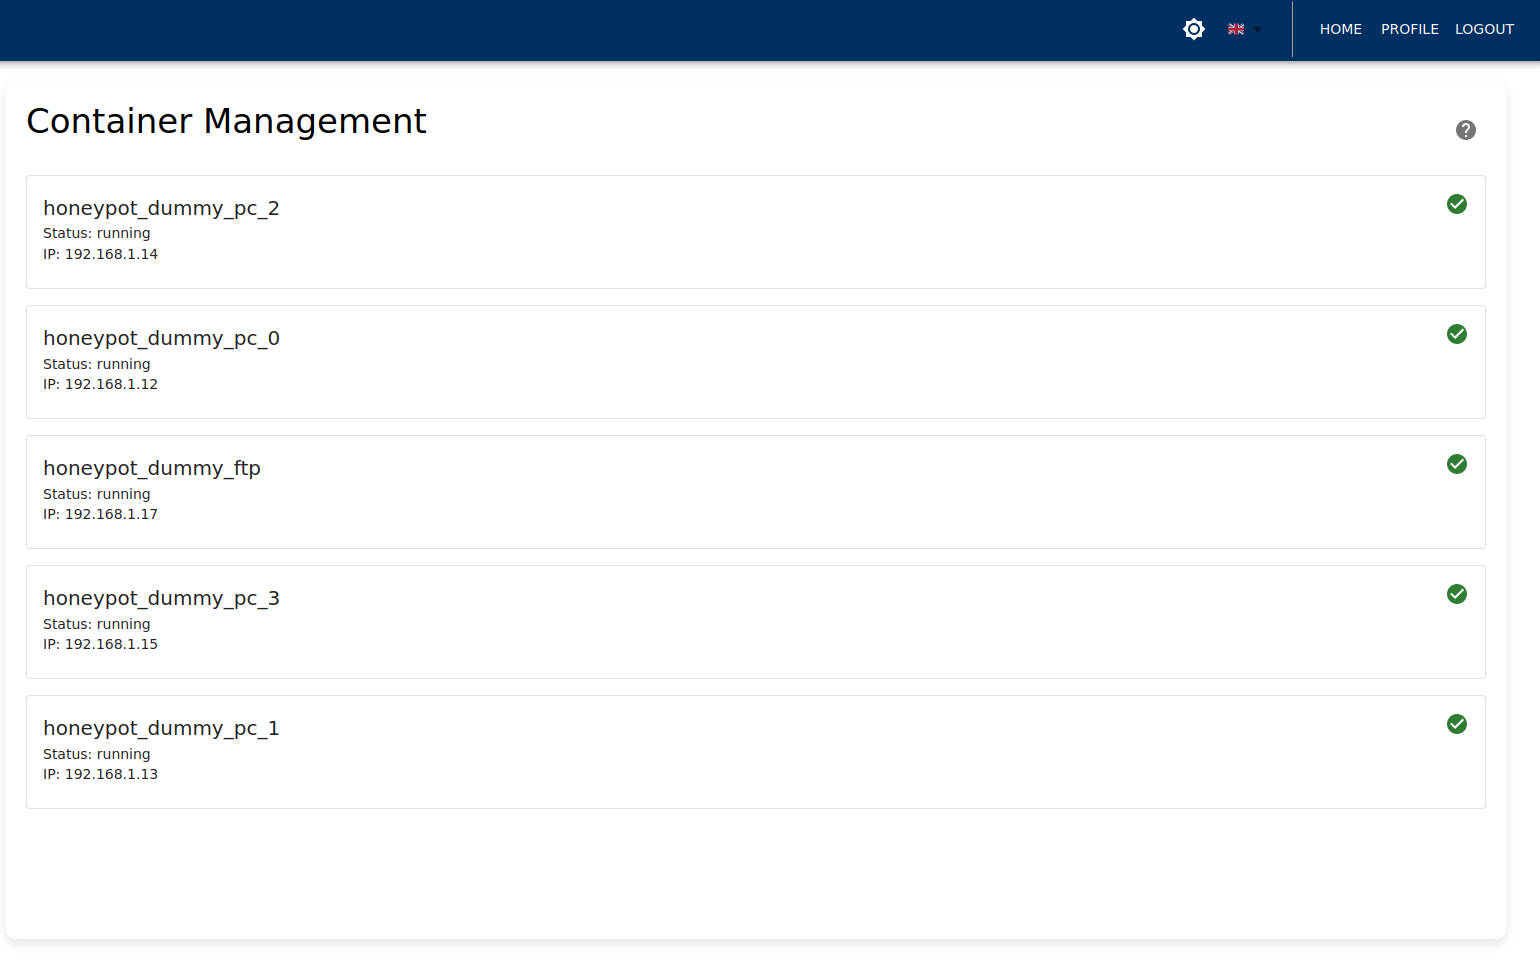 HOME PROFILE LOGOUT
Container Management
honeypot_dummy_pc_2
Status: running
IP: 192.168.1.14
honeypot_dummy_pc_0
Status: running
IP: 192.168.1.12
honeypot_dummy_ftp
Status: running
IP: 192.168.1.17
honeypot_dummy_pc_3
Status: running
IP: 192.168.1.15
honeypot_dummy_pc_1
Status: running
IP: 192.168.1.13